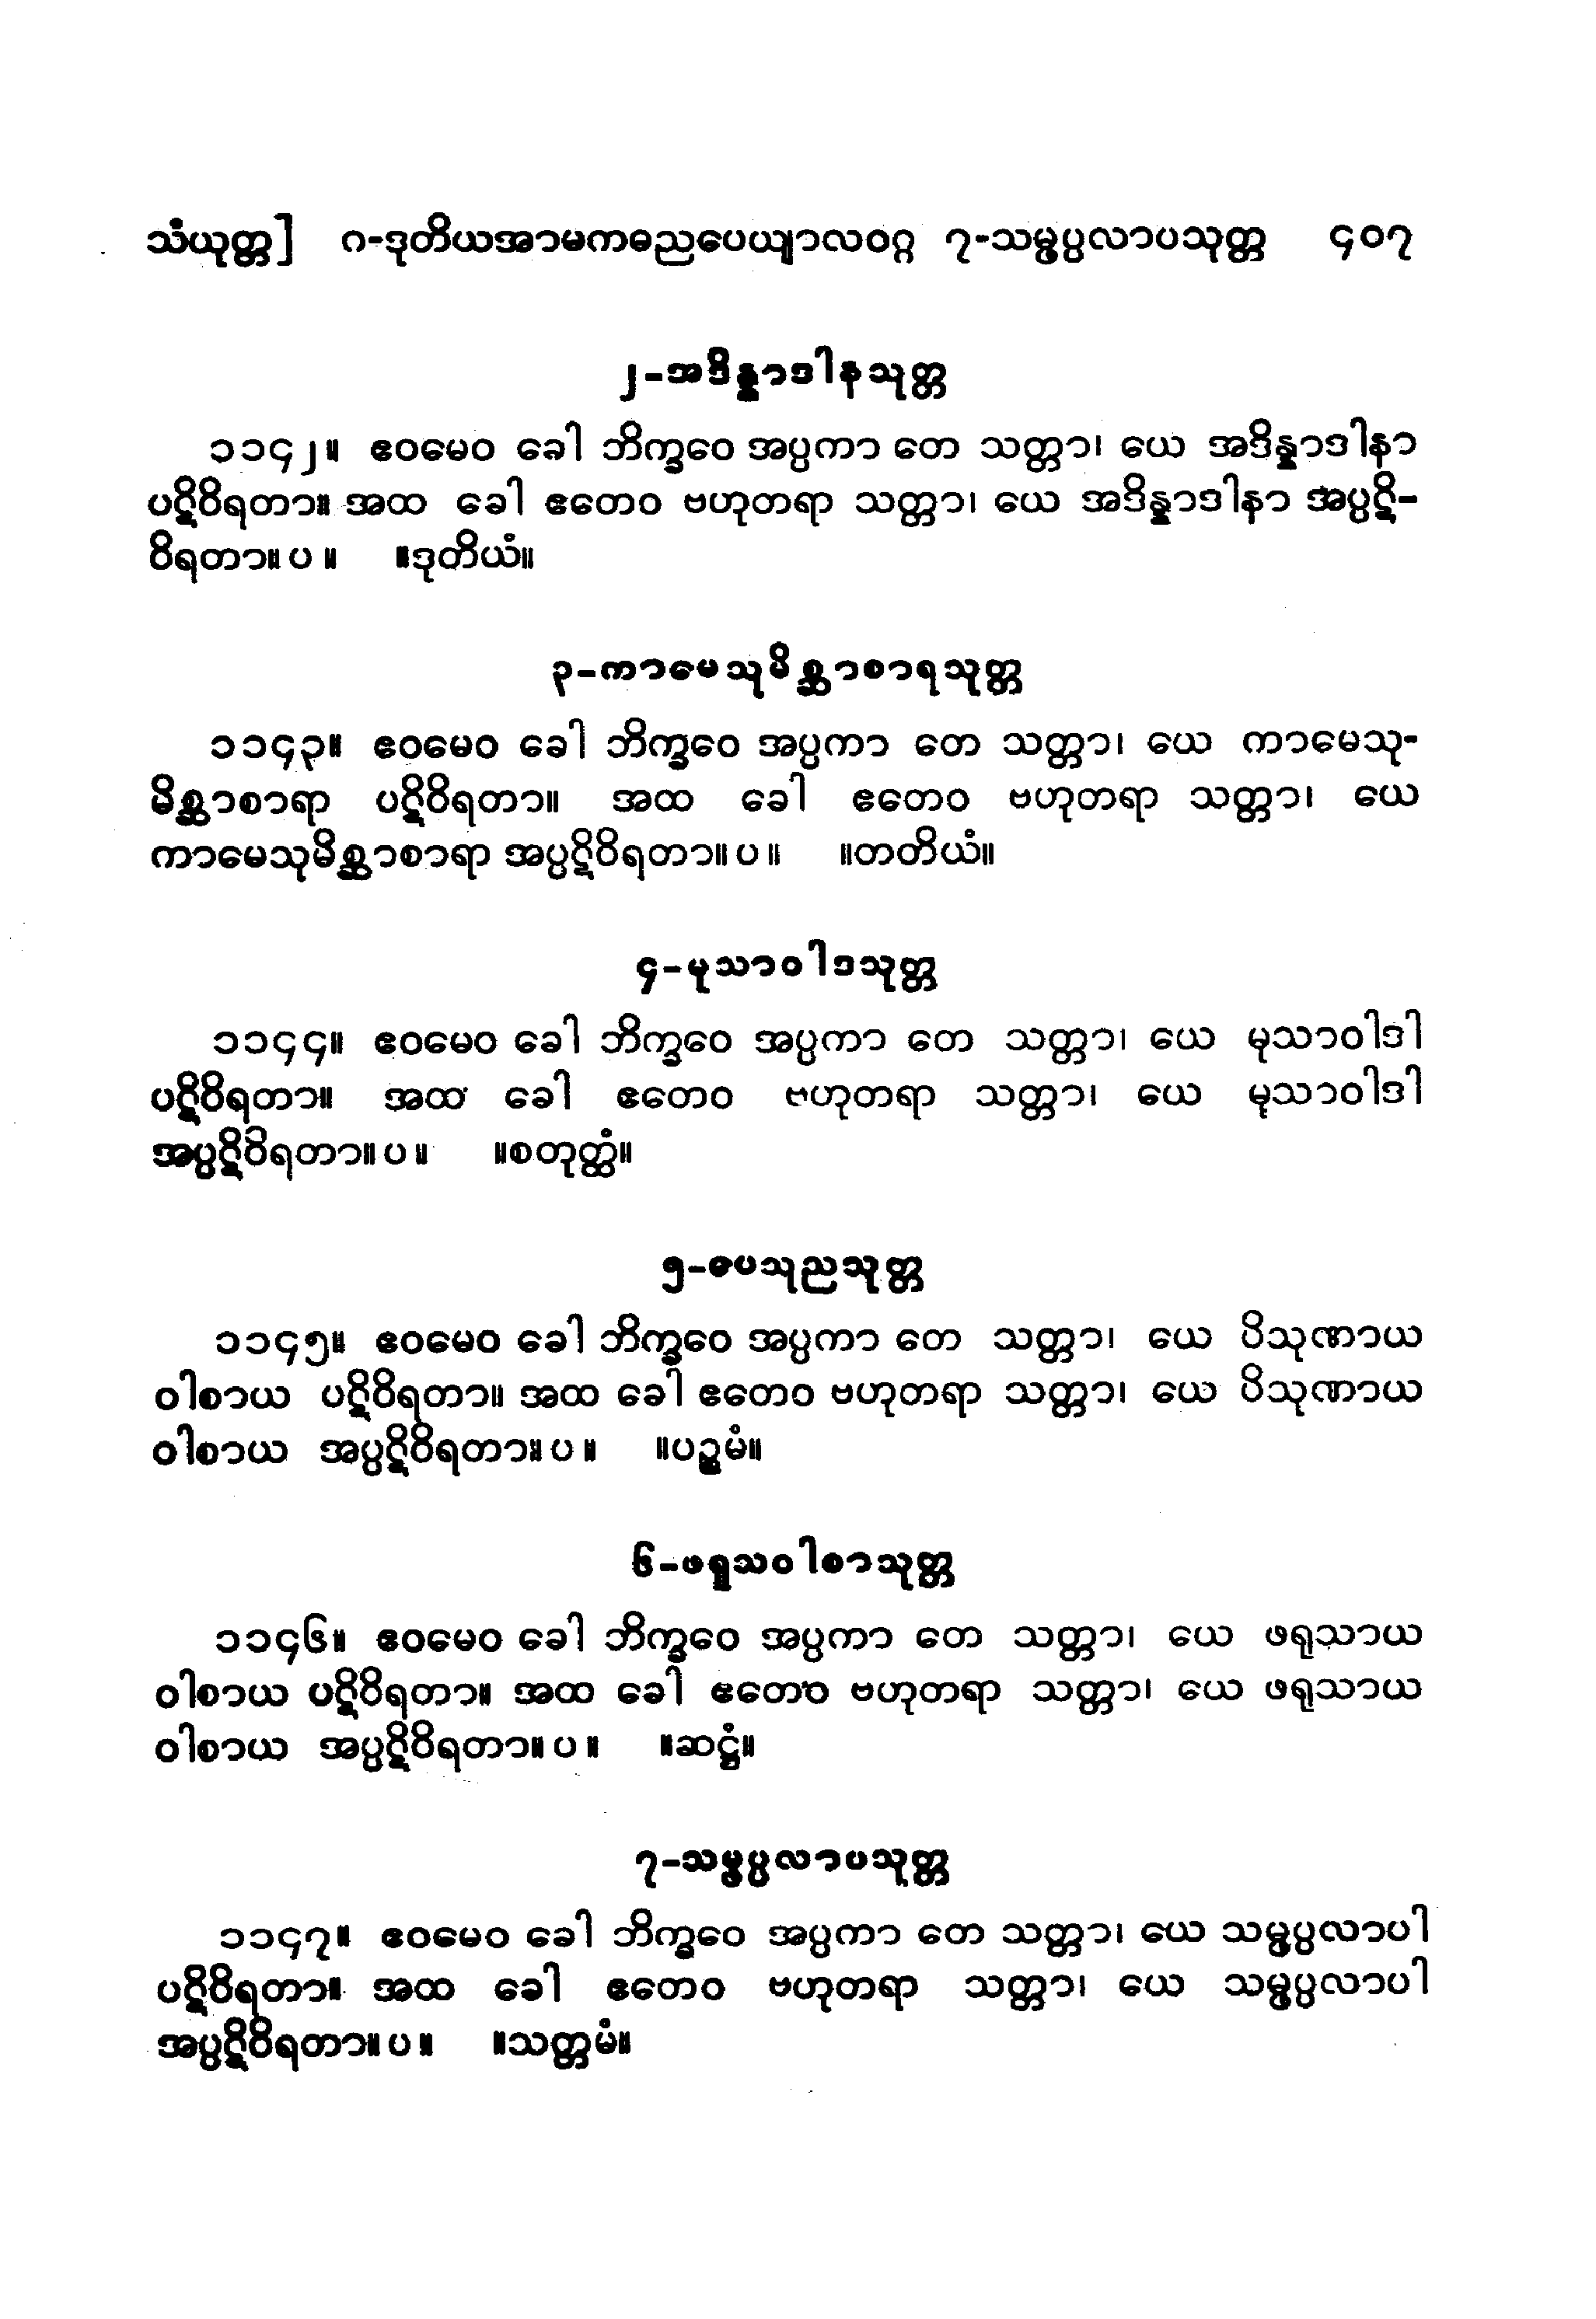 သံယုတ္တ] ဂ-ဒုတိယအာမကဓညပေယျာလဝဂ္ဂ ၇-သမ္ဖပ္ပလာပသုတ္တ ၄၀၇
၂-အဒိန္နာဒါနသုတ္တ
၁၁၄၂။ ဧဝမေဝ ခေါ ဘိက္ခဝေ အပ္ပကာ တေ သတ္တာ၊ ယေ အဒိန္နာဒါနာ
ပဋိဝိရတာ။ အထ ခေါ ဧတေဝ ဗဟုတရာ သတ္တာ၊ ယေ အဒိန္နာဒါနာ အပ္ပဋိ-
ဝိရတာ။ ပ ။ ။ဒုတိယံ။
၃-ကာမေသုမိစ္ဆာစာရသုတ္တ
၁၁၄၃။ ဧဝမေဝ ခေါ ဘိက္ခဝေ အပ္ပကာ တေ သတ္တာ၊ ယေ ကာမေသု-
မိစ္ဆာစာရာ ပဋိဝိရတာ။ အထ ခေါ ဧတေဝ ဗဟုတရာ သတ္တာ၊ ယေ
ကာမေသုမိစ္ဆာစာရာ အပ္ပဋိဝိရတာ။ ပ ။ ။တတိယံ။
၄-မုသာဝါဒသုတ္တ
၁၁၄၄။ ဧဝမေဝ ခေါ ဘိက္ခဝေ အပ္ပကာ တေ သတ္တာ၊ ယေ မုသာဝါဒါ
ပဋိဝိရတာ။ အထ ခေါ ဧတေဝ ဗဟုတရာ သတ္တာ၊ ယေ မုသာဝါဒါ
အပ္ပဋိဝိရတာ။ ပ ။ ။စတုတ္ထံ။
၅-ပေသုညသုတ္တ
၁၁၄၅။ ဧဝမေဝ ခေါ ဘိက္ခဝေ အပ္ပကာ တေ သတ္တာ၊ ယေ ပိသုဏာယ
ဝါစာယ ပဋိဝိရတာ။ အထ ခေါ ဧတေဝ ဗဟုတရာ သတ္တာ၊ ယေ ပိသုဏာယ
ဝါစာယ အပ္ပဋိဝိရတာ။ ပ ။ ။ပဉ္စမံ။
၆-ဖရုသဝါစာသုတ္တ
၁၁၄၆။ ဧဝမေဝ ခေါ ဘိက္ခဝေ အပ္ပကာ တေ သတ္တာ၊ ယေ ဖရုသာယ
ဝါစာယ ပဋိဝိရတာ။ အထ ခေါ ဧတေဝ ဗဟုတရာ သတ္တာ၊ ယေ ဖရုသာယ
ဝါစာယ အပ္ပဋိဝိရတာ။ ပ ။ ။ဆဋ္ဌံ။
၇-သမ္ဖပ္ပလာပသုတ္တ
၁၁၄၇။ ဧဝမေဝ ခေါ ဘိက္ခဝေ အပ္ပကာ တေ သတ္တာ၊ ယေ သမ္ဖပ္ပလာပါ
ပဋိဝိရတာ။ အထ ခေါ ဧတေဝ ဗဟုတရာ သတ္တာ၊ ယေ သမ္ဖပ္ပလာပါ
အပ္ပဋိဝိရတာ။ ပ ။ ။သတ္တမံ။